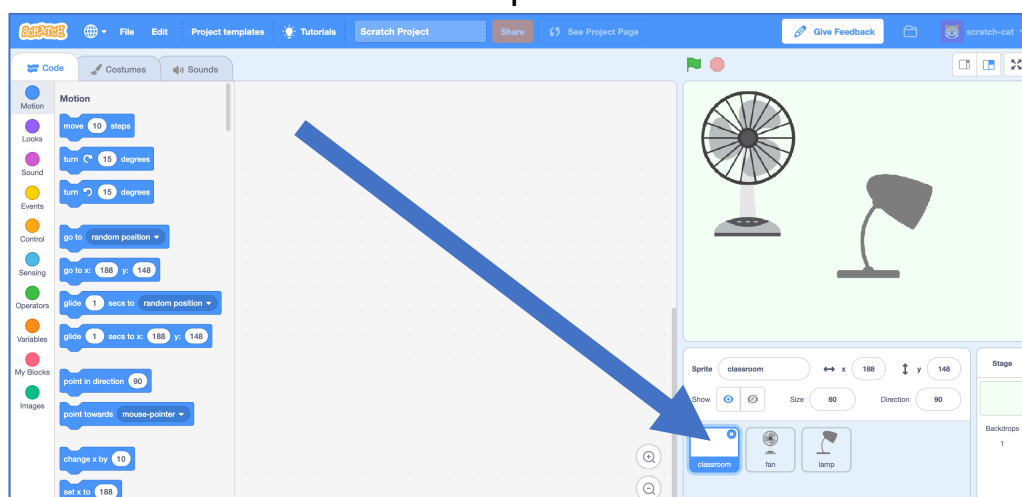 SCRATCH File Edit Project templates Tutorials Scratch Project Share See Project Page Give Feedback scratch-cat
Code Costumes Sounds
Motion
Looks
Sound
Events
Control
Sensing
Operators
Variables
My Blocks
Images
Motion
move 10 steps
turn 15 degrees
turn 15 degrees
go to random position
go to x: 188 y: 148
glide 1 secs to random position
glide 1 secs to x: 188 y: 148
point in direction 90
point towards mouse-pointer
change x by 10
set x to 188
Sprite classroom x 188 y 148
Show Size 60 Direction 90
classroom fan lamp
Stage
Backdrops
1